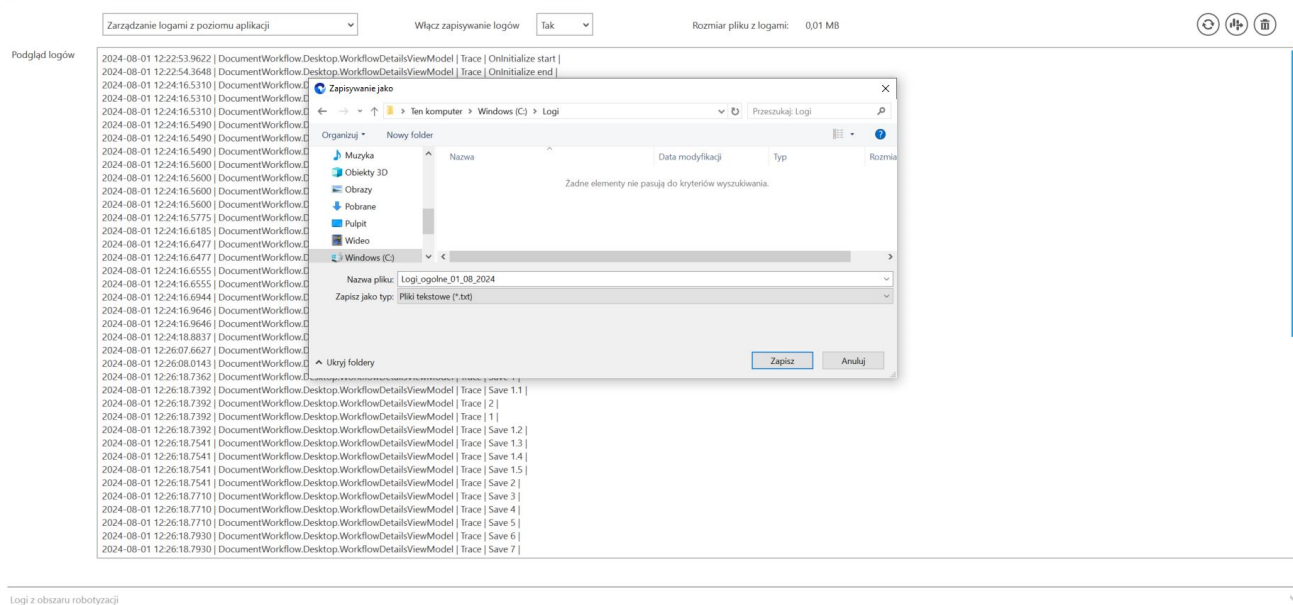 Zarządzanie logami z poziomu aplikacji
Włącz zapisywanie logów
Tak
Rozmiar pliku z logami: 0,01 MB
Podgląd logów
2024-08-01 12:22:53.9622 | DocumentWorkflow.Desktop.WorkflowDetailsViewModel | Trace | OnInitialize start |
2024-08-01 12:22:54.3648 | DocumentWorkflow.Desktop.WorkflowDetailsViewModel | Trace | OnInitialize end |
2024-08-01 12:24:16.5310 | DocumentWorkflow.D
2024-08-01 12:24:16.5310 | DocumentWorkflow.D
2024-08-01 12:24:16.5310 | DocumentWorkflow.D
2024-08-01 12:24:16.5490 | DocumentWorkflow.D
2024-08-01 12:24:16.5490 | DocumentWorkflow.D
2024-08-01 12:24:16.5490 | DocumentWorkflow.D
2024-08-01 12:24:16.5600 | DocumentWorkflow.D
2024-08-01 12:24:16.5600 | DocumentWorkflow.D
2024-08-01 12:24:16.5600 | DocumentWorkflow.D
2024-08-01 12:24:16.5600 | DocumentWorkflow.D
2024-08-01 12:24:16.5775 | DocumentWorkflow.D
2024-08-01 12:24:16.6185 | DocumentWorkflow.D
2024-08-01 12:24:16.6477 | DocumentWorkflow.D
2024-08-01 12:24:16.6477 | DocumentWorkflow.D
2024-08-01 12:24:16.6555 | DocumentWorkflow.D
2024-08-01 12:24:16.6555 | DocumentWorkflow.D
2024-08-01 12:24:16.6944 | DocumentWorkflow.D
2024-08-01 12:24:16.9646 | DocumentWorkflow.D
2024-08-01 12:24:16.9646 | DocumentWorkflow.D
2024-08-01 12:24:18.8837 | DocumentWorkflow.D
2024-08-01 12:26:07.6627 | DocumentWorkflow.D
2024-08-01 12:26:08.0143 | DocumentWorkflow.D
2024-08-01 12:26:18.7362 | DocumentWorkflow.Desktop.WorkflowDetailsViewModel | Trace | Save 1 |
2024-08-01 12:26:18.7392 | DocumentWorkflow.Desktop.WorkflowDetailsViewModel | Trace | Save 1.1 |
2024-08-01 12:26:18.7392 | DocumentWorkflow.Desktop.WorkflowDetailsViewModel | Trace | 2 |
2024-08-01 12:26:18.7392 | DocumentWorkflow.Desktop.WorkflowDetailsViewModel | Trace | 1 |
2024-08-01 12:26:18.7392 | DocumentWorkflow.Desktop.WorkflowDetailsViewModel | Trace | Save 1.2 |
2024-08-01 12:26:18.7541 | DocumentWorkflow.Desktop.WorkflowDetailsViewModel | Trace | Save 1.3 |
2024-08-01 12:26:18.7541 | DocumentWorkflow.Desktop.WorkflowDetailsViewModel | Trace | Save 1.4 |
2024-08-01 12:26:18.7541 | DocumentWorkflow.Desktop.WorkflowDetailsViewModel | Trace | Save 1.5 |
2024-08-01 12:26:18.7541 | DocumentWorkflow.Desktop.WorkflowDetailsViewModel | Trace | Save 2 |
2024-08-01 12:26:18.7710 | DocumentWorkflow.Desktop.WorkflowDetailsViewModel | Trace | Save 3 |
2024-08-01 12:26:18.7710 | DocumentWorkflow.Desktop.WorkflowDetailsViewModel | Trace | Save 4 |
2024-08-01 12:26:18.7710 | DocumentWorkflow.Desktop.WorkflowDetailsViewModel | Trace | Save 5 |
2024-08-01 12:26:18.7930 | DocumentWorkflow.Desktop.WorkflowDetailsViewModel | Trace | Save 6 |
2024-08-01 12:26:18.7930 | DocumentWorkflow.Desktop.WorkflowDetailsViewModel | Trace | Save 7 |
Zapisywanie jako
Ten komputer > Windows (C:) > Logi
Przeszukaj: Logi
Organizuj
Nowy folder
Muzyka
Obiekty 3D
Obrazy
Pobrane
Pulpit
Wideo
Windows (C:)
Nazwa
Data modyfikacji
Typ
Rozmia
Żadne elementy nie pasują do kryteriów wyszukiwania.
Nazwa pliku: Logi_ogolne_01_08_2024
Zapisz jako typ: Pliki tekstowe (*.txt)
Ukryj foldery
Zapisz
Anuluj
Logi z obszaru robotyzacji